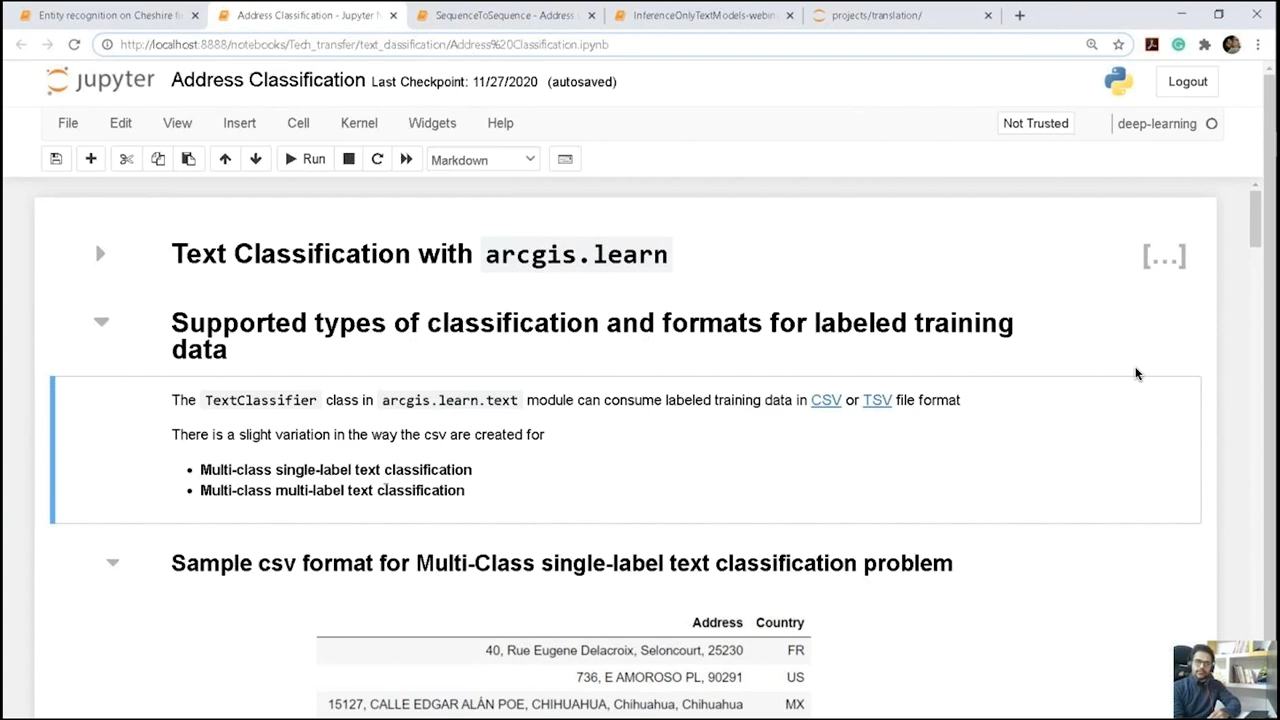 Entity recognition on Cheshire fi
Address Classification - Jupyter N
SequenceToSequence - Address
InferenceOnlyTextModels-webin
projects/translation/
http://localhost:8888/notebooks/Tech_transfer/text_classification/Address%20Classification.ipynb
jupyter Address Classification Last Checkpoint: 11/27/2020 (autosaved)
Logout
File Edit View Insert Cell Kernel Widgets Help
Not Trusted
deep-learning
Run
Markdown
Text Classification with arcgis.learn
[...]
Supported types of classification and formats for labeled training
data
The TextClassifier class in arcgis.learn.text module can consume labeled training data in CSV or TSV file format
There is a slight variation in the way the csv are created for
• Multi-class single-label text classification
• Multi-class multi-label text classification
Sample csv format for Multi-Class single-label text classification problem
Address Country
40, Rue Eugene Delacroix, Seloncourt, 25230 FR
736, E AMOROSO PL, 90291 US
15127, CALLE EDGAR ALÁN POE, CHIHUAHUA, Chihuahua, Chihuahua MX